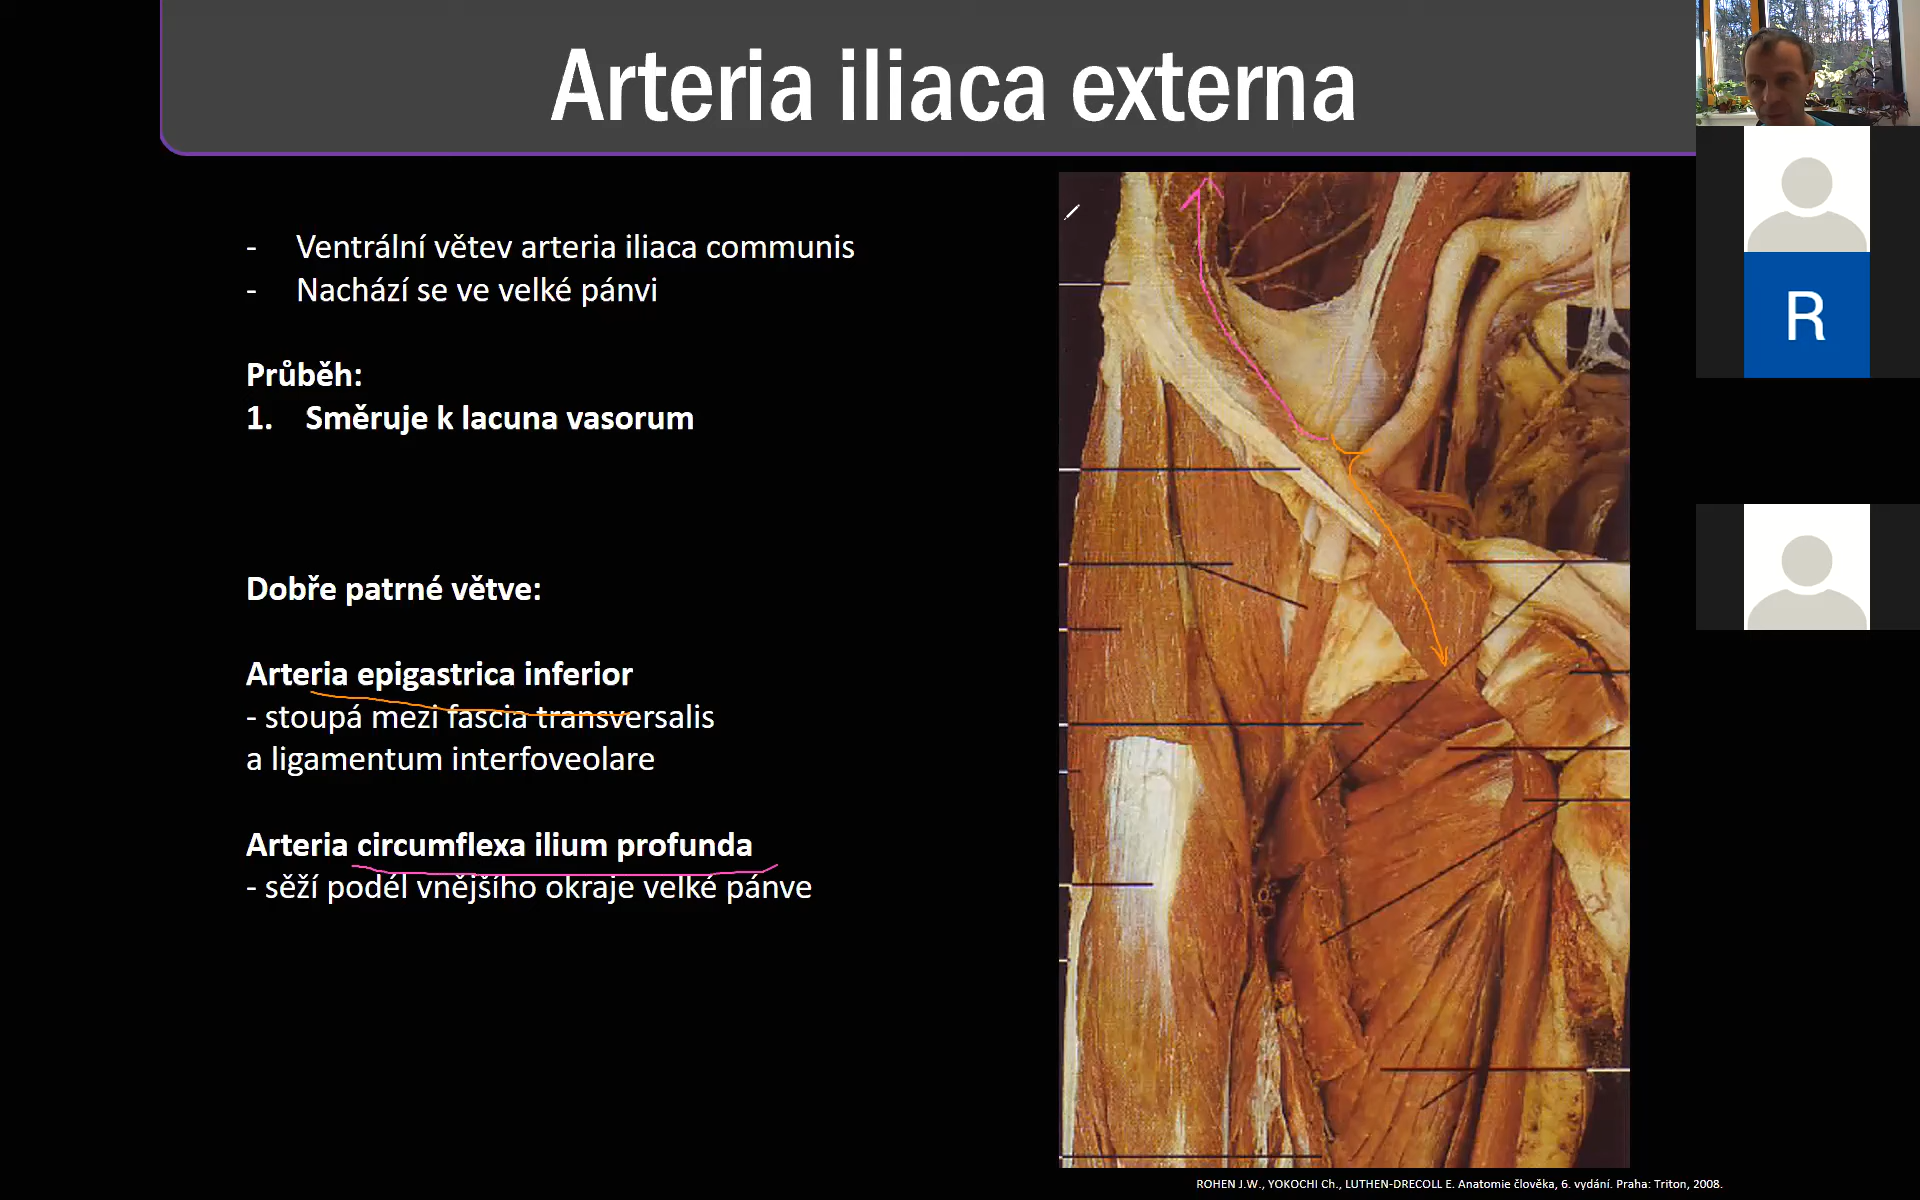 Arteria iliaca externa
- Ventrální větev arteria iliaca communis
- Nachází se ve velké pánvi
Průběh:
1. Směruje k lacuna vasorum
Dobře patrné větve:
Arteria epigastrica inferior
- stoupá mezi fascia transversalis
a ligamentum interfoveolare
Arteria circumflexa ilium profunda
- sěží podél vnějšího okraje velké pánve
R
ROHEN J.W., YOKOCHI Ch., LUTHEN-DRECOLL E. Anatomie člověka, 6. vydání. Praha: Triton, 2008.